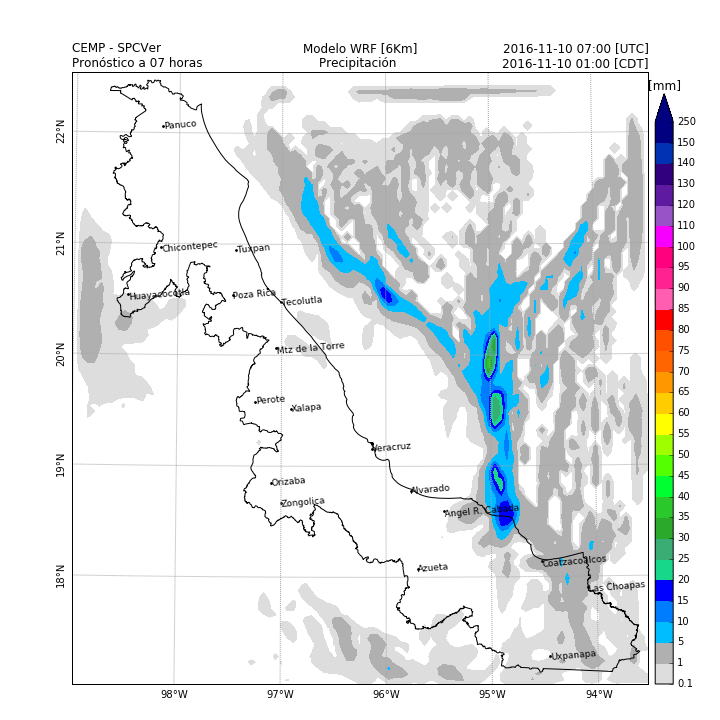 CEMP - SPCVer
Modelo WRF [6Km]
2016-11-10 07:00 [UTC]
Pronóstico a 07 horas
Precipitación
2016-11-10 01:00 [CDT]
[mm]
22°N
21°N
20°N
19°N
18°N
Panuco
Chicontepec
Tuxpan
Huayacocotla
Poza Rica
Tecolutla
Mtz de la Torre
Perote
Xalapa
Veracruz
Orizaba
Alvarado
Zongolica
Angel R. Cabada
Azueta
Coatzacoalcos
Las Choapas
Uxpanapa
98°W
97°W
96°W
95°W
94°W
250
150
140
130
120
110
100
95
90
85
80
75
70
65
60
55
50
45
40
35
30
25
20
15
10
5
1
0.1